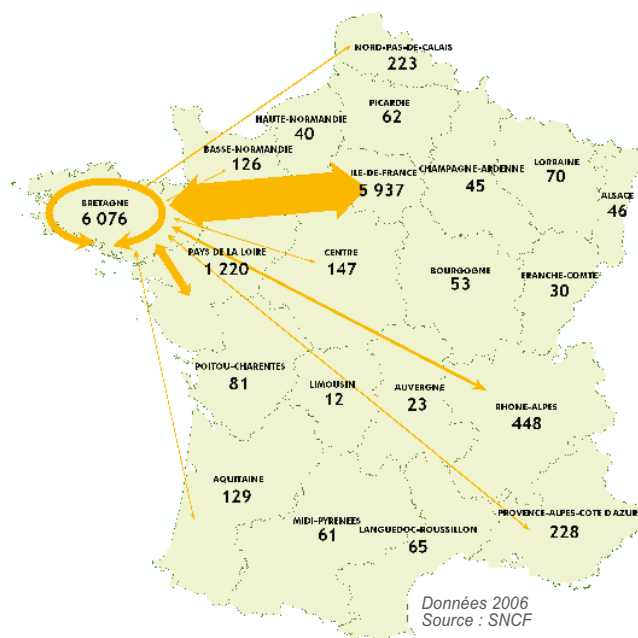 NORD-PAS-DE-CALAIS
223
PICARDIE
62
HAUTE-NORMANDIE
40
BASSE-NORMANDIE
126
ILE-DE-FRANCE
5 937
CHAMPAGNE-ARDENNE
45
LORRAINE
70
ALSACE
46
BRETAGNE
6 076
PAYS DE LA LOIRE
1 220
CENTRE
147
BOURGOGNE
53
FRANCHE-COMTE
30
POITOU-CHARENTES
81
LIMOUSIN
12
AUVERGNE
23
RHONE-ALPES
448
AQUITAINE
129
MIDI-PYRENEES
61
LANGUEDOC-ROUSSILLON
65
PROVENCE-ALPES-COTE D'AZUR
228
Données 2006
Source : SNCF